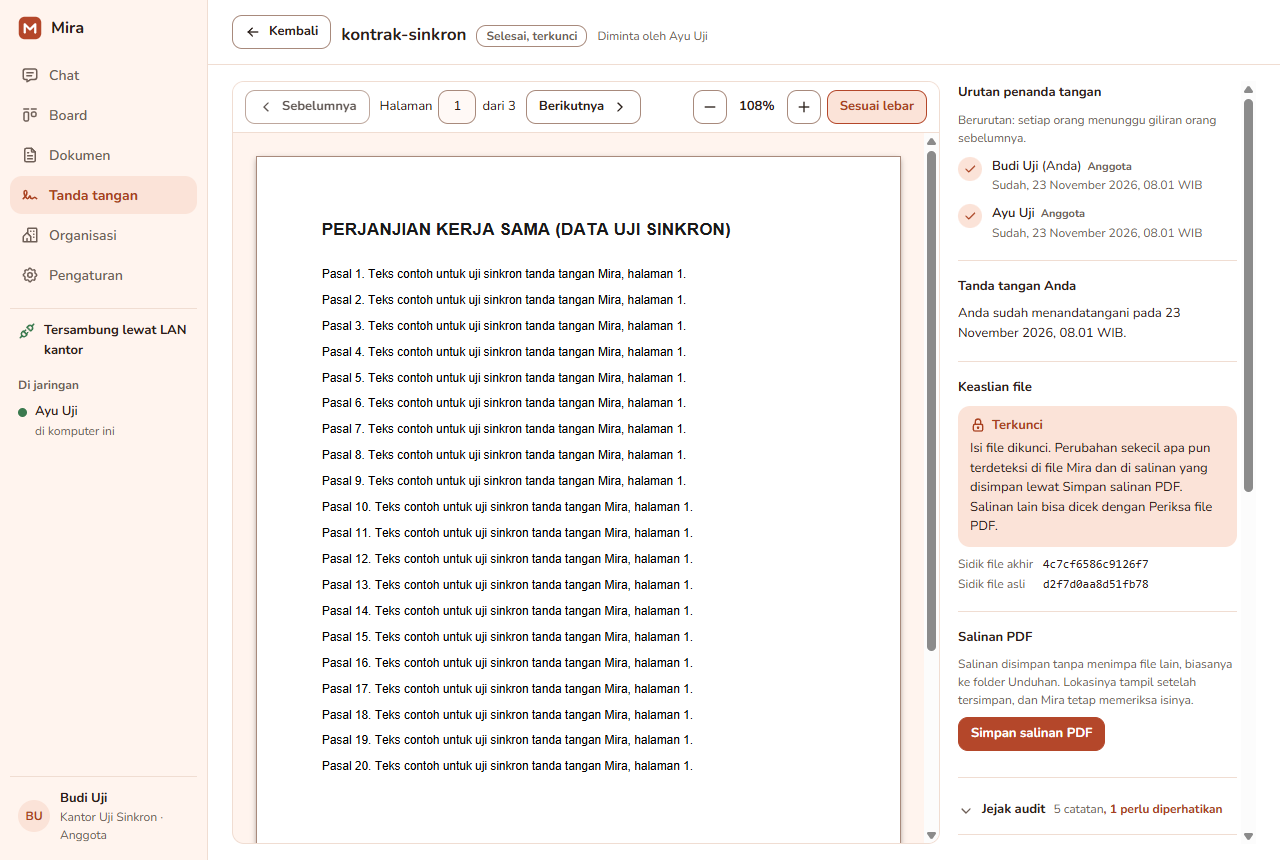 Mira
Chat
Board
Dokumen
Tanda tangan
Organisasi
Pengaturan
Tersambung lewat LAN
kantor
Di jaringan
Ayu Uji
di komputer ini
BU
Budi Uji
Kantor Uji Sinkron ·
Anggota
Kembali
kontrak-sinkron
Selesai, terkunci
Diminta oleh Ayu Uji
Sebelumnya
Halaman 1 dari 3
Berikutnya
108%
Sesuai lebar
PERJANJIAN KERJA SAMA (DATA UJI SINKRON)
Pasal 1. Teks contoh untuk uji sinkron tanda tangan Mira, halaman 1.
Pasal 2. Teks contoh untuk uji sinkron tanda tangan Mira, halaman 1.
Pasal 3. Teks contoh untuk uji sinkron tanda tangan Mira, halaman 1.
Pasal 4. Teks contoh untuk uji sinkron tanda tangan Mira, halaman 1.
Pasal 5. Teks contoh untuk uji sinkron tanda tangan Mira, halaman 1.
Pasal 6. Teks contoh untuk uji sinkron tanda tangan Mira, halaman 1.
Pasal 7. Teks contoh untuk uji sinkron tanda tangan Mira, halaman 1.
Pasal 8. Teks contoh untuk uji sinkron tanda tangan Mira, halaman 1.
Pasal 9. Teks contoh untuk uji sinkron tanda tangan Mira, halaman 1.
Pasal 10. Teks contoh untuk uji sinkron tanda tangan Mira, halaman 1.
Pasal 11. Teks contoh untuk uji sinkron tanda tangan Mira, halaman 1.
Pasal 12. Teks contoh untuk uji sinkron tanda tangan Mira, halaman 1.
Pasal 13. Teks contoh untuk uji sinkron tanda tangan Mira, halaman 1.
Pasal 14. Teks contoh untuk uji sinkron tanda tangan Mira, halaman 1.
Pasal 15. Teks contoh untuk uji sinkron tanda tangan Mira, halaman 1.
Pasal 16. Teks contoh untuk uji sinkron tanda tangan Mira, halaman 1.
Pasal 17. Teks contoh untuk uji sinkron tanda tangan Mira, halaman 1.
Pasal 18. Teks contoh untuk uji sinkron tanda tangan Mira, halaman 1.
Pasal 19. Teks contoh untuk uji sinkron tanda tangan Mira, halaman 1.
Pasal 20. Teks contoh untuk uji sinkron tanda tangan Mira, halaman 1.
Urutan penanda tangan
Berurutan: setiap orang menunggu giliran orang
sebelumnya.
Budi Uji (Anda) Anggota
Sudah, 23 November 2026, 08.01 WIB
Ayu Uji Anggota
Sudah, 23 November 2026, 08.01 WIB
Tanda tangan Anda
Anda sudah menandatangani pada 23
November 2026, 08.01 WIB.
Keaslian file
Terkunci
Isi file dikunci. Perubahan sekecil apa pun
terdeteksi di file Mira dan di salinan yang
disimpan lewat Simpan salinan PDF.
Salinan lain bisa dicek dengan Periksa file
PDF.
Sidik file akhir 4c7cf6586c9126f7
Sidik file asli d2f7d0aa8d51fb78
Salinan PDF
Salinan disimpan tanpa menimpa file lain, biasanya
ke folder Unduhan. Lokasinya tampil setelah
tersimpan, dan Mira tetap memeriksa isinya.
Simpan salinan PDF
Jejak audit 5 catatan, 1 perlu diperhatikan